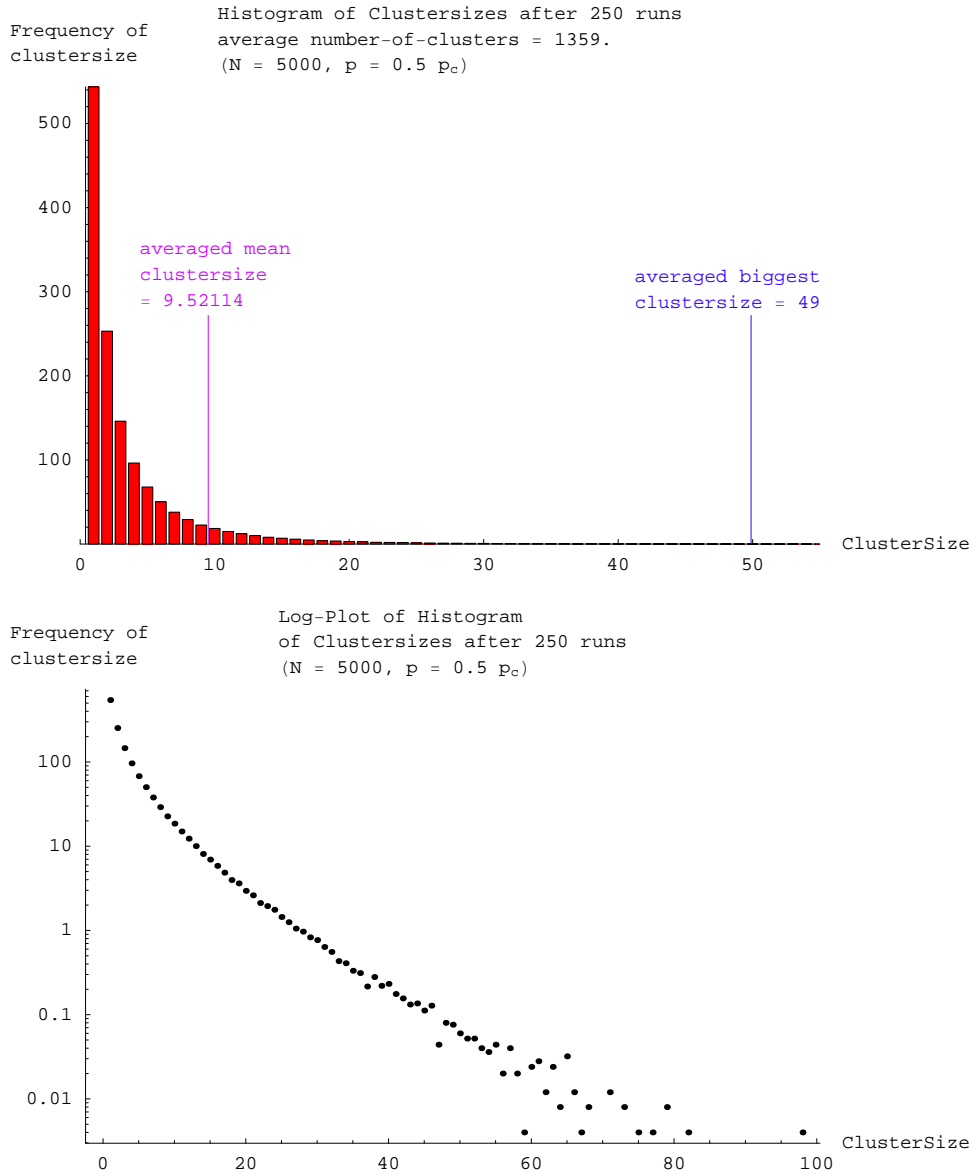 Histogram of Clustersizes after 250 runs
average number-of-clusters = 1359.
(N = 5000, p = 0.5 pc)
Frequency of
clustersize
500
400
300
200
100
averaged mean
clustersize
= 9.52114
averaged biggest
clustersize = 49
0 10 20 30 40 50
ClusterSize
Log-Plot of Histogram
of Clustersizes after 250 runs
(N = 5000, p = 0.5 pc)
Frequency of
clustersize
100
10
1
0.1
0.01
0 20 40 60 80 100
ClusterSize